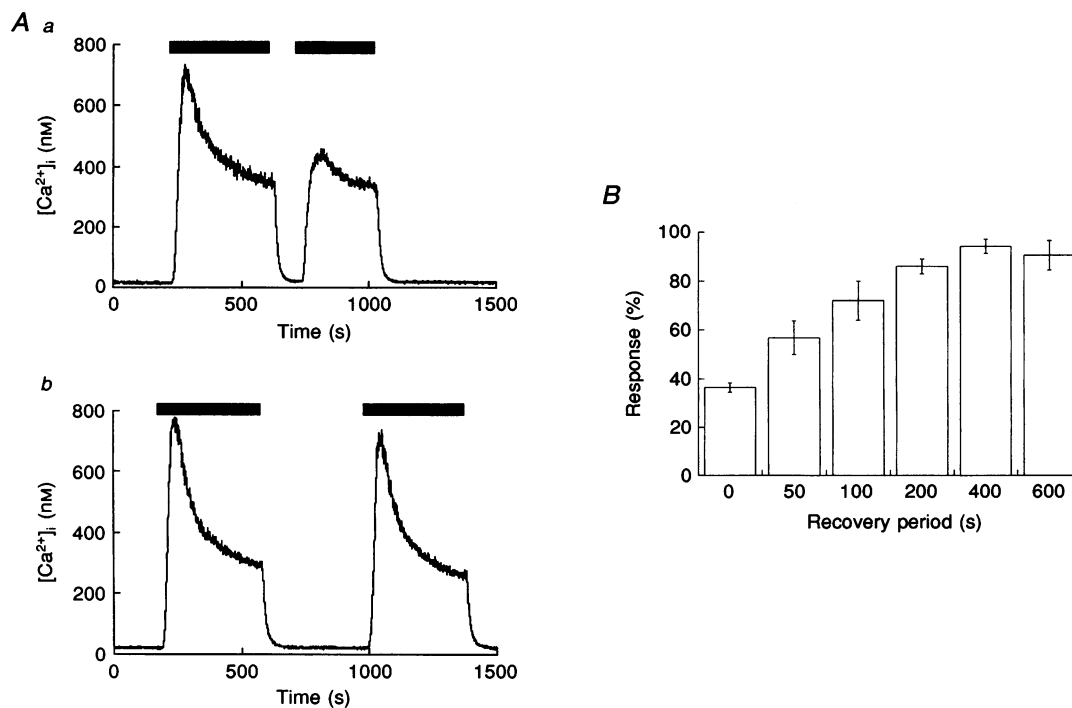 A a
800
600
400
200
0
[Ca²⁺]ᵢ (nM)
0 500 1000 1500
Time (s)
b
800
600
400
200
0
[Ca²⁺]ᵢ (nM)
0 500 1000 1500
Time (s)
B
100
80
60
40
20
0
Response (%)
0 50 100 200 400 600
Recovery period (s)